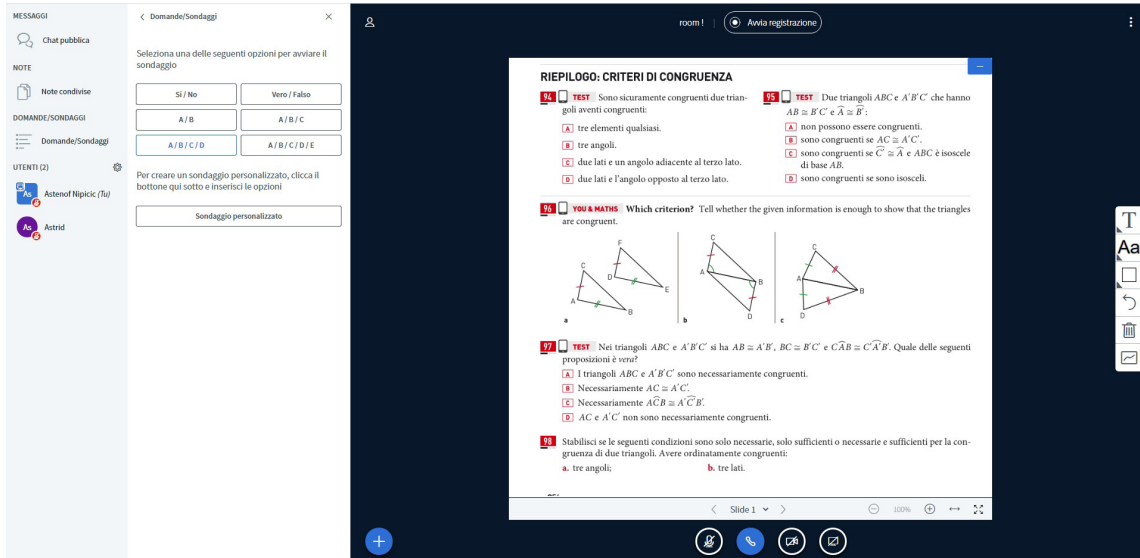 MESSAGGI
Chat pubblica
NOTE
Note condivise
DOMANDE/SONDAGGI
Domande/Sondaggi
UTENTI (2)
As
Astenof Nipicic (Tu)
As
Astrid
Domande/Sondaggi
Seleziona una delle seguenti opzioni per avviare il
sondaggio
Sì / No
Vero / Falso
A / B
A / B / C
A / B / C / D
A / B / C / D / E
Per creare un sondaggio personalizzato, clicca il
bottone qui sotto e inserisci le opzioni
Sondaggio personalizzato
room !
Avvia registrazione
RIEPILOGO: CRITERI DI CONGRUENZA
94 TEST Sono sicuramente congruenti due trian-
goli aventi congruenti:
A tre elementi qualsiasi.
B tre angoli.
C due lati e un angolo adiacente al terzo lato.
D due lati e l'angolo opposto al terzo lato.
95 TEST Due triangoli ABC e A'B'C' che hanno
AB ≅ B'C' e Â ≅ B̂':
A non possono essere congruenti.
B sono congruenti se AC ≅ A'C'.
C sono congruenti se Ĉ' ≅ Â e ABC è isoscele
di base AB.
D sono congruenti se sono isosceli.
96 YOU & MATHS Which criterion? Tell whether the given information is enough to show that the triangles
are congruent.
F
C
D
E
A
B
a
C
A
B
D
b
C
A
B
D
c
97 TEST Nei triangoli ABC e A'B'C' si ha AB ≅ A'B', BC ≅ B'C' e CÂB ≅ C'Â'B'. Quale delle seguenti
proposizioni è vera?
A I triangoli ABC e A'B'C' sono necessariamente congruenti.
B Necessariamente AC ≅ A'C'.
C Necessariamente AĈB ≅ A'Ĉ'B'.
D AC e A'C' non sono necessariamente congruenti.
98 Stabilisci se le seguenti condizioni sono solo necessarie, solo sufficienti o necessarie e sufficienti per la con-
gruenza di due triangoli. Avere ordinatamente congruenti:
a. tre angoli; b. tre lati.
Slide 1
100%
T
Aa